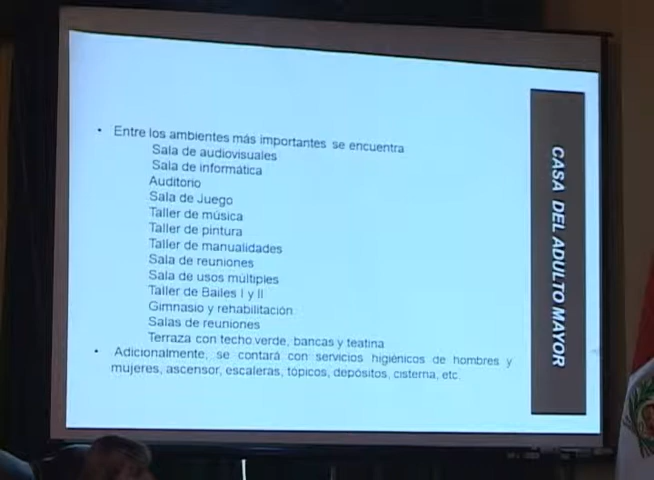 • Entre los ambientes más importantes se encuentra
Sala de audiovisuales
Sala de informática
Auditorio
Sala de Juego
Taller de música
Taller de pintura
Taller de manualidades
Sala de reuniones
Sala de usos múltiples
Taller de Bailes I y II
Gimnasio y rehabilitación
Salas de reuniones
Terraza con techo verde, bancas y teatina
• Adicionalmente, se contará con servicios higiénicos de hombres y
mujeres, ascensor, escaleras, tópicos, depósitos, cisterna, etc.
CASA DEL ADULTO MAYOR